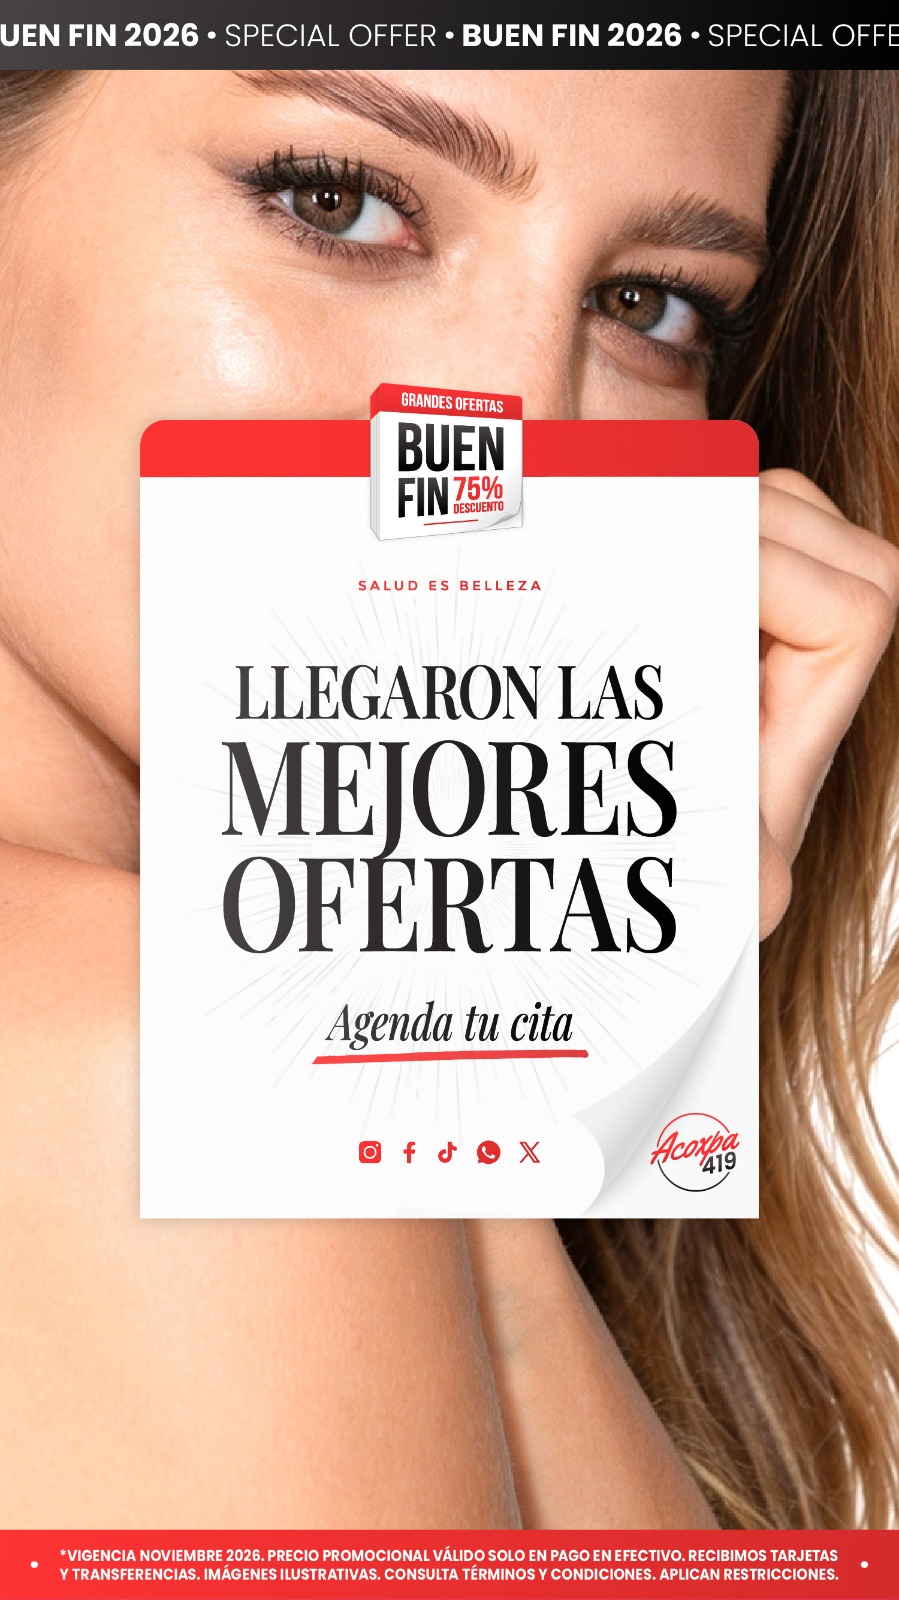 UEN FIN 2026 • SPECIAL OFFER • BUEN FIN 2026 • SPECIAL OFFE
GRANDES OFERTAS
BUEN
FIN 75%
DESCUENTO
SALUD ES BELLEZA
LLEGARON LAS
MEJORES
OFERTAS
Agenda tu cita
Acoxpa
419
• *VIGENCIA NOVIEMBRE 2026. PRECIO PROMOCIONAL VÁLIDO SOLO EN PAGO EN EFECTIVO. RECIBIMOS TARJETAS •
Y TRANSFERENCIAS. IMÁGENES ILUSTRATIVAS. CONSULTA TÉRMINOS Y CONDICIONES. APLICAN RESTRICCIONES.